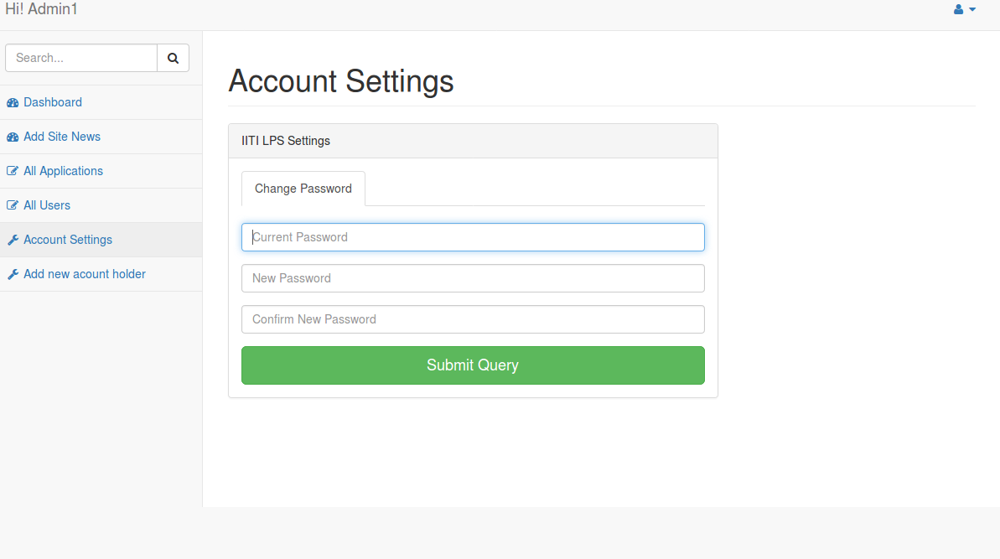 Hi! Admin1
Search...
Dashboard
Add Site News
All Applications
All Users
Account Settings
Add new acount holder
Account Settings
IITI LPS Settings
Change Password
Current Password
New Password
Confirm New Password
Submit Query